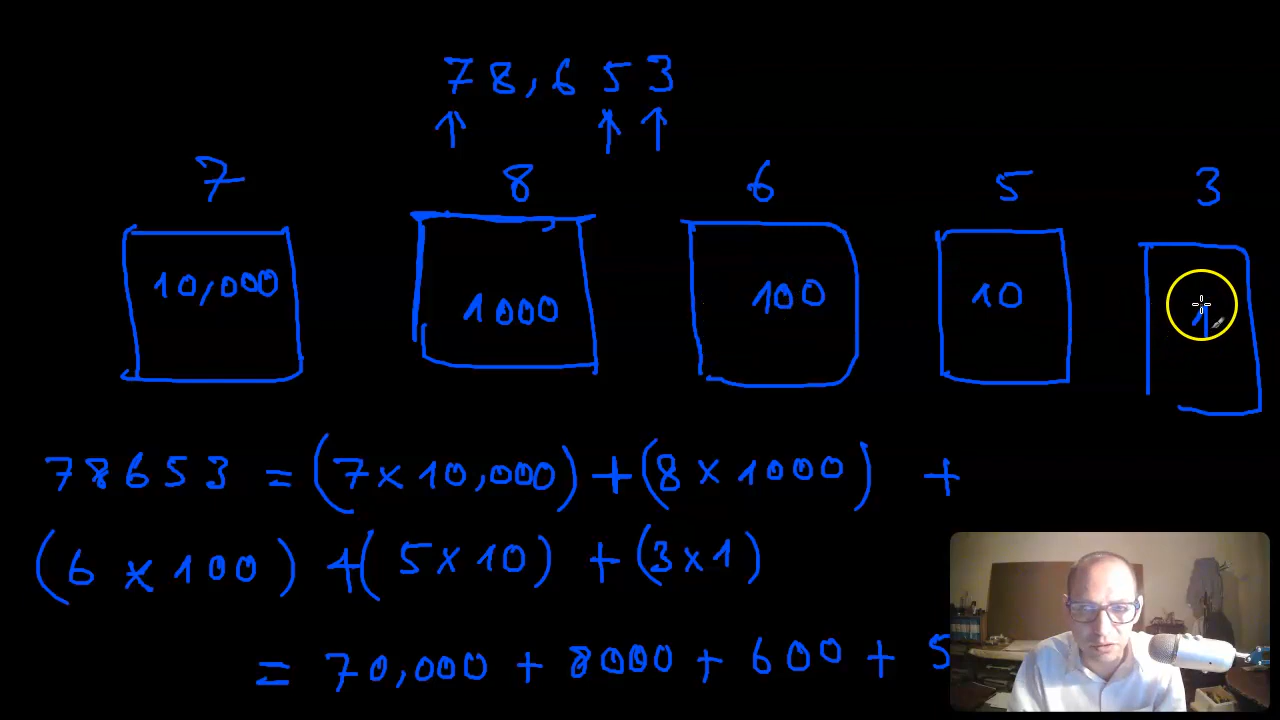 78,653
7 8 6 5 3
10,000 1000 100 10 1
78653 = (7 × 10,000) + (8 × 1000) +
(6 × 100) + (5 × 10) + (3 × 1)
= 70,000 + 8000 + 600 + 5